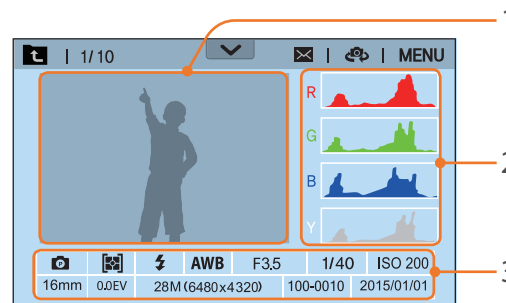 1
1/10 MENU
R
G
2
B
Y
P AWB F3.5 1/40 ISO 200
3
16mm 0.0EV 28M (6480x4320) 100-0010 2015/01/01